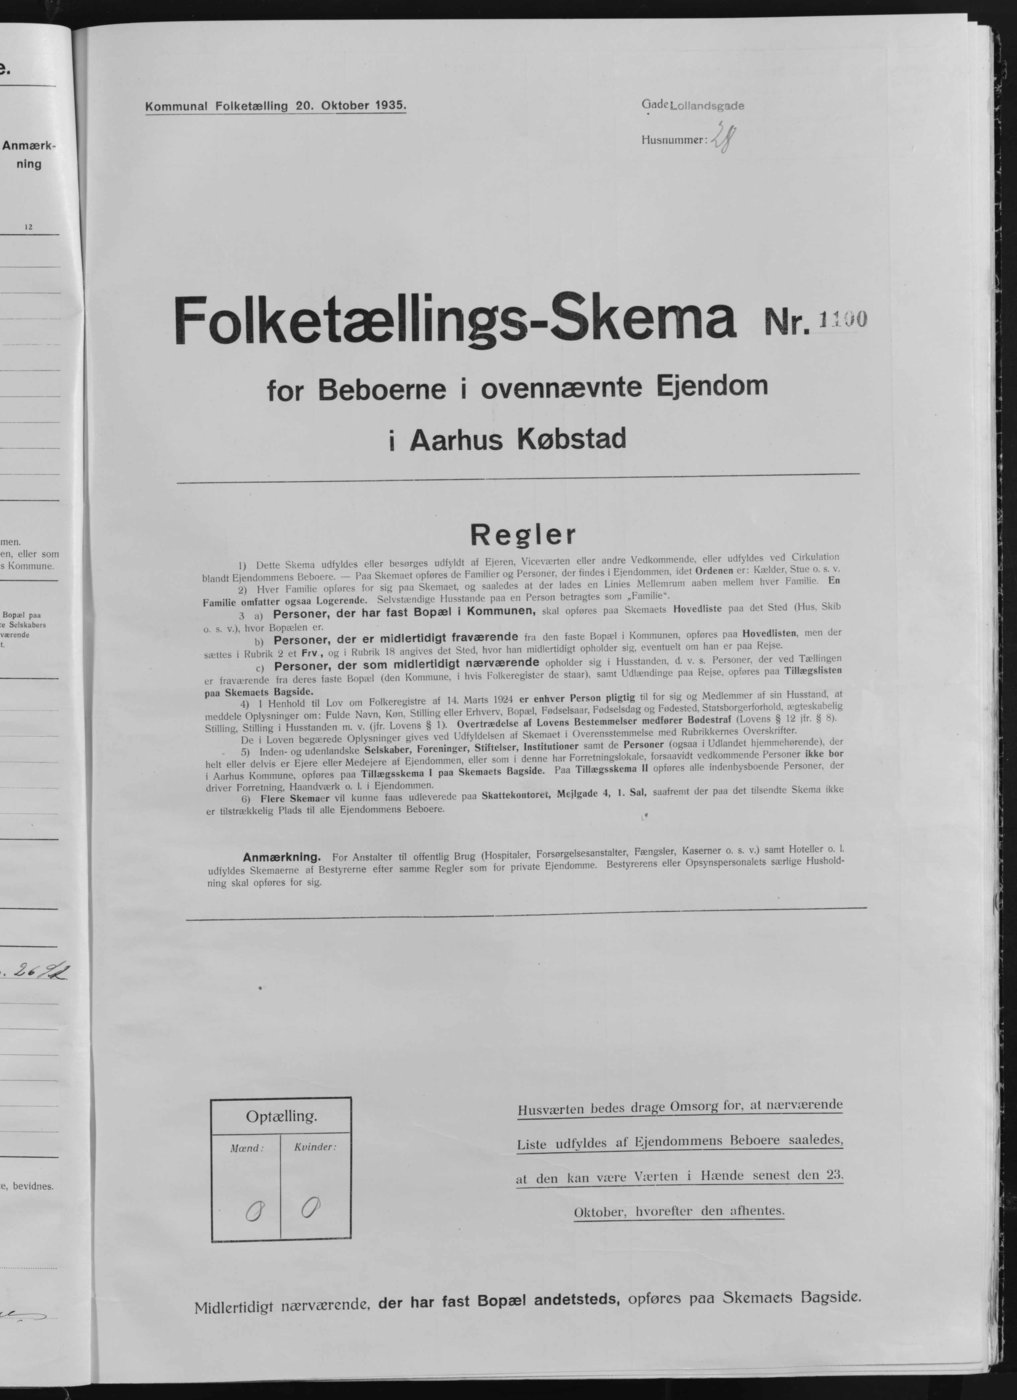 e.
Anmærk-
ning
12
men.
en, eller som
s Kommune.
Bopæl paa
te Selskabers
værende
r.
. 26
e, bevidnes.
Kommunal Folketælling 20. Oktober 1935.
Gade Lollandsgade
Husnummer: 28
Folketællings-Skema Nr. 1100
for Beboerne i ovennævnte Ejendom
i Aarhus Købstad
Regler
1) Dette Skema udfyldes eller besørges udfyldt af Ejeren, Viceværten eller andre Vedkommende, eller udfyldes ved Cirkulation
blandt Ejendommens Beboere. — Paa Skemaet opføres de Familier og Personer, der findes i Ejendommen, idet Ordenen er: Kælder, Stue o. s. v.
2) Hver Familie opføres for sig paa Skemaet, og saaledes at der lades en Linies Mellemrum aaben mellem hver Familie. En
Familie omfatter ogsaa Logerende. Selvstændige Husstande paa en Person betragtes som „Familie“.
3 a) Personer, der har fast Bopæl i Kommunen, skal opføres paa Skemaets Hovedliste paa det Sted (Hus, Skib
o. s. v.), hvor Bopælen er.
b) Personer, der er midlertidigt fraværende fra den faste Bopæl i Kommunen, opføres paa Hovedlisten, men der
sættes i Rubrik 2 et Frv., og i Rubrik 18 angives det Sted, hvor han midlertidigt opholder sig, eventuelt om han er paa Rejse.
c) Personer, der som midlertidigt nærværende opholder sig i Husstanden, d. v. s. Personer, der ved Tællingen
er fraværende fra deres faste Bopæl (den Kommune, i hvis Folkeregister de staar), samt Udlændinge paa Rejse, opføres paa Tillægslisten
paa Skemaets Bagside.
4) I Henhold til Lov om Folkeregistre af 14. Marts 1924 er enhver Person pligtig til for sig og Medlemmer af sin Husstand, at
meddele Oplysninger om: Fulde Navn, Køn, Stilling eller Erhverv, Bopæl, Fødselsaar, Fødselsdag og Fødested, Statsborgerforhold, ægteskabelig
Stilling, Stilling i Husstanden m. v. (jfr. Lovens § 1). Overtrædelse af Lovens Bestemmelser medfører Bødestraf (Lovens § 12 jfr. § 8).
De i Loven begærede Oplysninger gives ved Udfyldelsen af Skemaet i Overensstemmelse med Rubrikkernes Overskrifter.
5) Inden- og udenlandske Selskaber, Foreninger, Stiftelser, Institutioner samt de Personer (ogsaa i Udlandet hjemmehørende), der
helt eller delvis er Ejere eller Medejere af Ejendommen, eller som i denne har Forretningslokale, forsaavidt vedkommende Personer ikke bor
i Aarhus Kommune, opføres paa Tillægsskema I paa Skemaets Bagside. Paa Tillægsskema II opføres alle indenbysboende Personer, der
driver Forretning, Haandværk o. l. i Ejendommen.
6) Flere Skemaer vil kunne faas udleverede paa Skattekontoret, Mejlgade 4, 1. Sal, saafremt der paa det tilsendte Skema ikke
er tilstrækkelig Plads til alle Ejendommens Beboere.
Anmærkning. For Anstalter til offentlig Brug (Hospitaler, Forsørgelsesanstalter, Fængsler, Kaserner o. s. v.) samt Hoteller o. l.
udfyldes Skemaerne af Bestyrerne efter samme Regler som for private Ejendomme. Bestyrerens eller Opsynspersonalets særlige Hushold-
ning skal opføres for sig.
Optælling.
Mænd: Kvinder:
0 0
Husværten bedes drage Omsorg for, at nærværende
Liste udfyldes af Ejendommens Beboere saaledes,
at den kan være Værten i Hænde senest den 23.
Oktober, hvorefter den afhentes.
Midlertidigt nærværende, der har fast Bopæl andetsteds, opføres paa Skemaets Bagside.